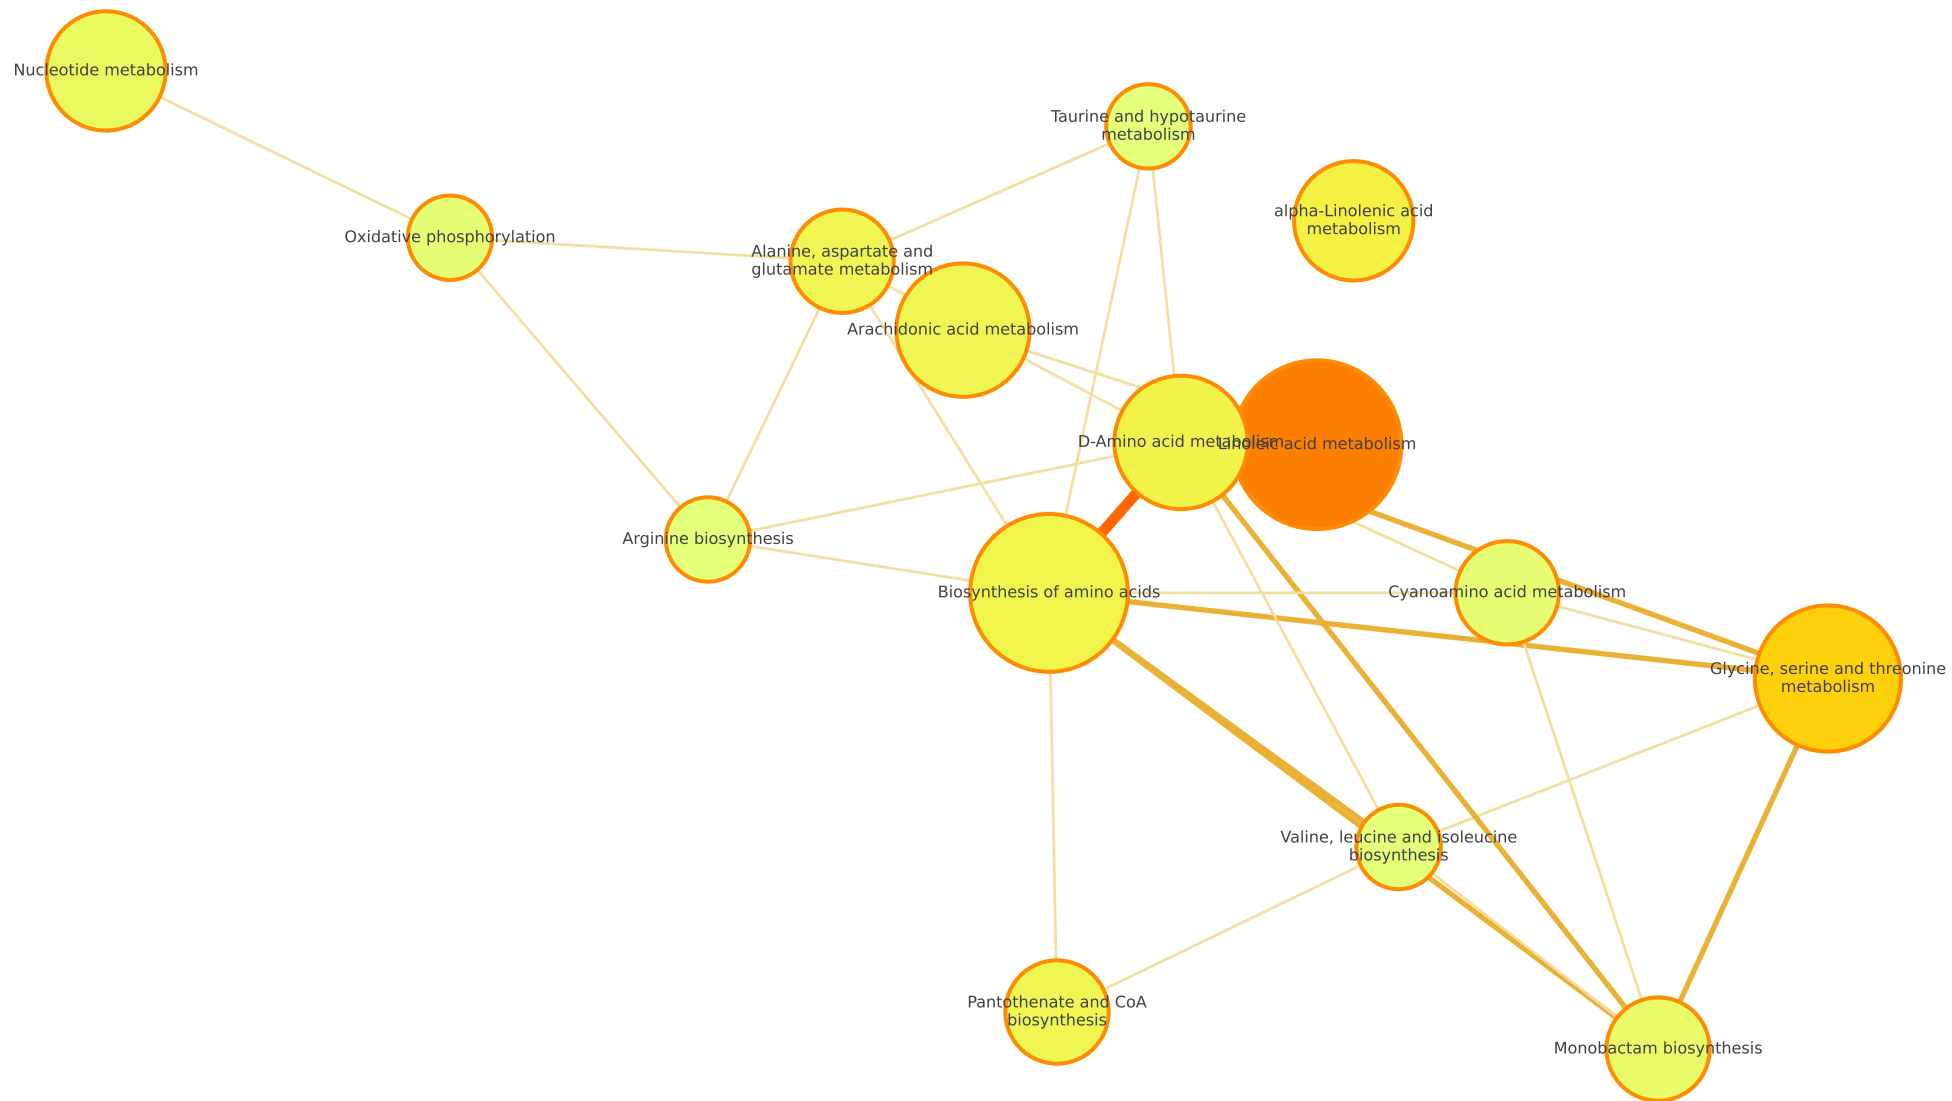 Nucleotide metabolism
Taurine and hypotaurine
metabolism
alpha-Linolenic acid
metabolism
Oxidative phosphorylation
Alanine, aspartate and
glutamate metabolism
Arachidonic acid metabolism
D-Amino acid metabolism
Linoleic acid metabolism
Arginine biosynthesis
Biosynthesis of amino acids
Cyanoamino acid metabolism
Glycine, serine and threonine
metabolism
Valine, leucine and isoleucine
biosynthesis
Pantothenate and CoA
biosynthesis
Monobactam biosynthesis